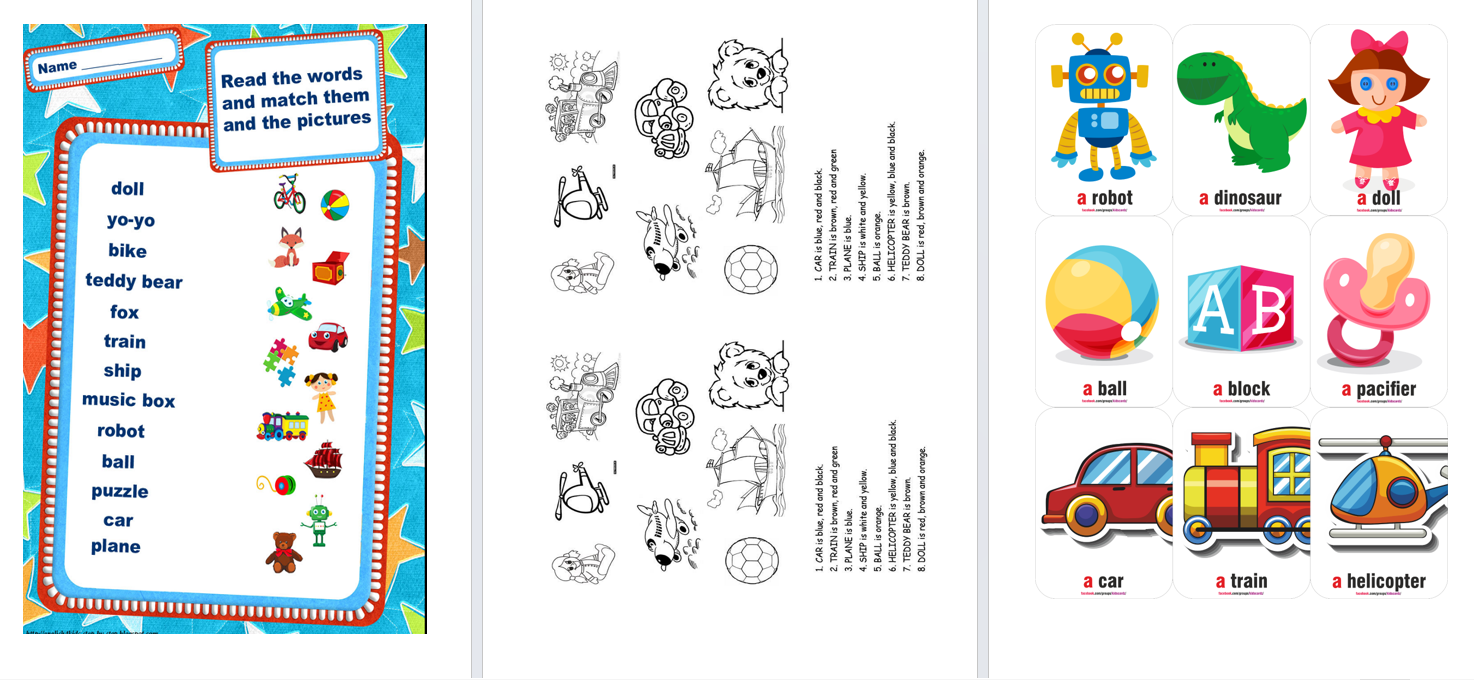 Name
Read the words
and match them
and the pictures
doll
yo-yo
bike
teddy bear
fox
train
ship
music box
robot
ball
puzzle
car
plane
1. CAR is blue, red and black.
2. TRAIN is brown, red and green
3. PLANE is blue.
4. SHIP is white and yellow.
5. BALL is orange.
6. HELICOPTER is yellow, blue and black.
7. TEDDY BEAR is brown.
8. DOLL is red, brown and orange.
1. CAR is blue, red and black.
2. TRAIN is brown, red and green
3. PLANE is blue.
4. SHIP is white and yellow.
5. BALL is orange.
6. HELICOPTER is yellow, blue and black.
7. TEDDY BEAR is brown.
8. DOLL is red, brown and orange.
a robot
a dinosaur
a doll
A B
a ball
a block
a pacifier
a car
a train
a helicopter